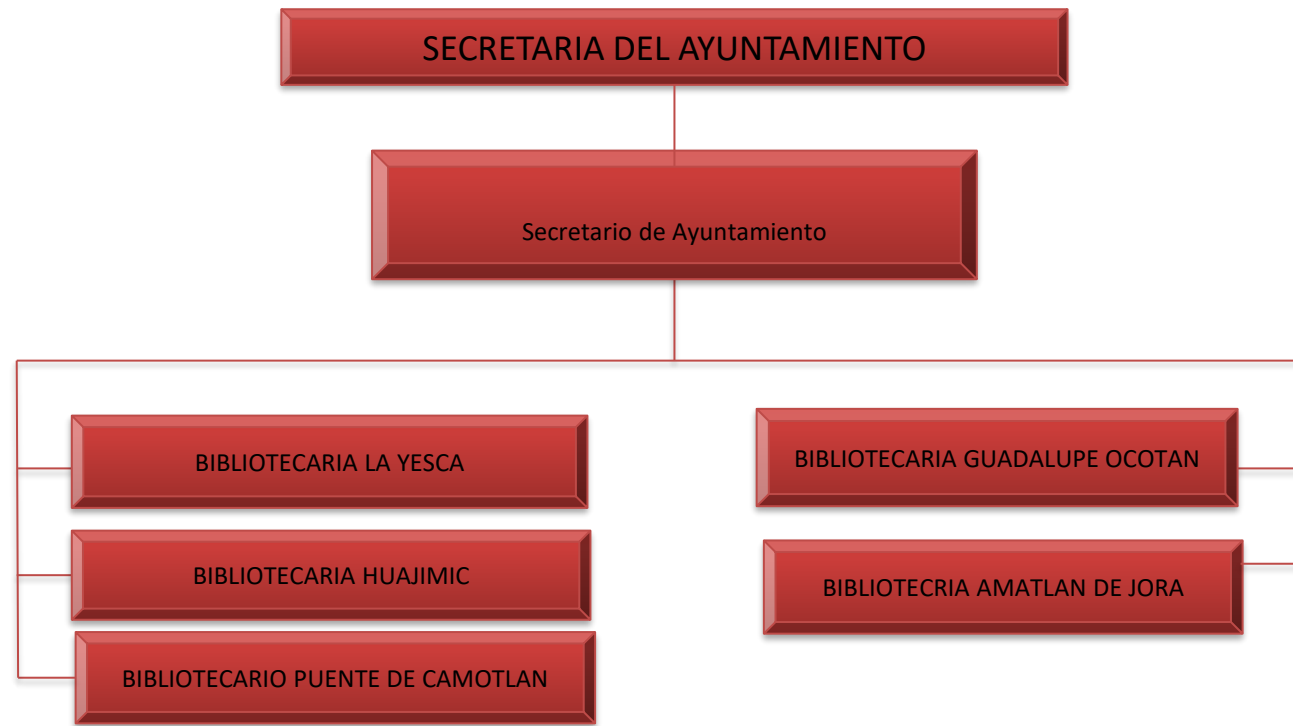 SECRETARIA DEL AYUNTAMIENTO
Secretario de Ayuntamiento
BIBLIOTECARIA LA YESCA
BIBLIOTECARIA HUAJIMIC
BIBLIOTECARIO PUENTE DE CAMOTLAN
BIBLIOTECARIA GUADALUPE OCOTAN
BIBLIOTECRIA AMATLAN DE JORA